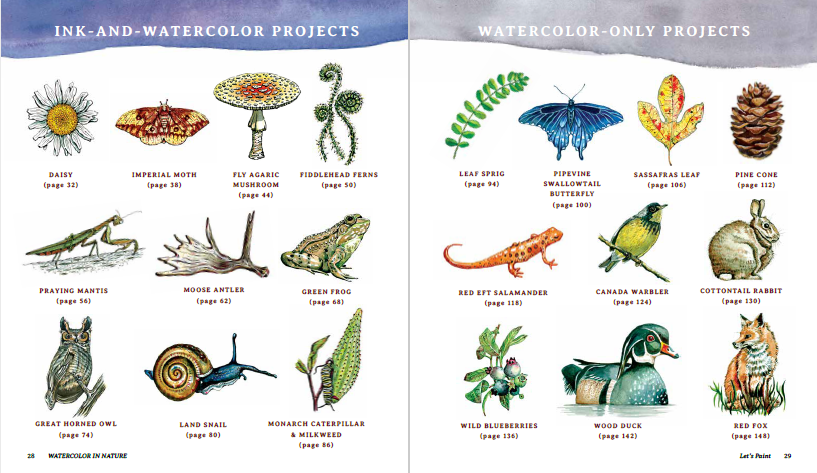 INK-AND-WATERCOLOR PROJECTS
DAISY
(page 32)
IMPERIAL MOTH
(page 38)
FLY AGARIC
MUSHROOM
(page 44)
FIDDLEHEAD FERNS
(page 50)
PRAYING MANTIS
(page 56)
MOOSE ANTLER
(page 62)
GREEN FROG
(page 68)
GREAT HORNED OWL
(page 74)
LAND SNAIL
(page 80)
MONARCH CATERPILLAR
& MILKWEED
(page 86)
28 WATERCOLOR IN NATURE
WATERCOLOR-ONLY PROJECTS
LEAF SPRIG
(page 94)
PIPEVINE
SWALLOWTAIL
BUTTERFLY
(page 100)
SASSAFRAS LEAF
(page 106)
PINE CONE
(page 112)
RED EFT SALAMANDER
(page 118)
CANADA WARBLER
(page 124)
COTTONTAIL RABBIT
(page 130)
WILD BLUEBERRIES
(page 136)
WOOD DUCK
(page 142)
RED FOX
(page 148)
Let's Paint 29